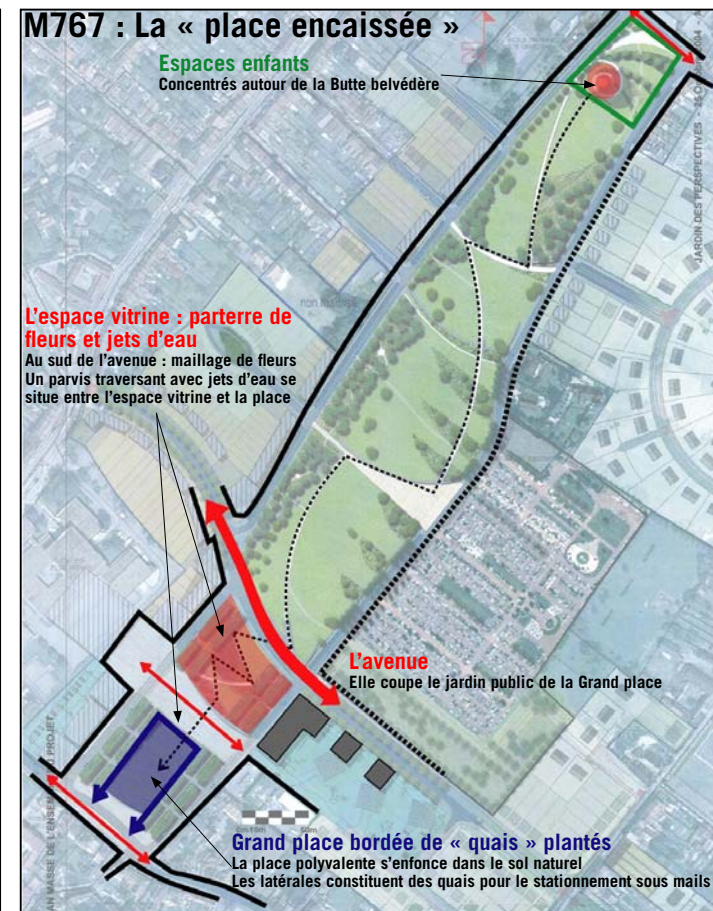 M767 : La « place encaissée »
Espaces enfants
Concentrés autour de la Butte belvédère
JARDIN DES PERSPECTIVES
L'espace vitrine : parterre de
fleurs et jets d'eau
Au sud de l'avenue : maillage de fleurs
Un parvis traversant avec jets d'eau se
situe entre l'espace vitrine et la place
L'avenue
Elle coupe le jardin public de la Grand place
Grand place bordée de « quais » plantés
La place polyvalente s'enfonce dans le sol naturel
Les latérales constituent des quais pour le stationnement sous mails